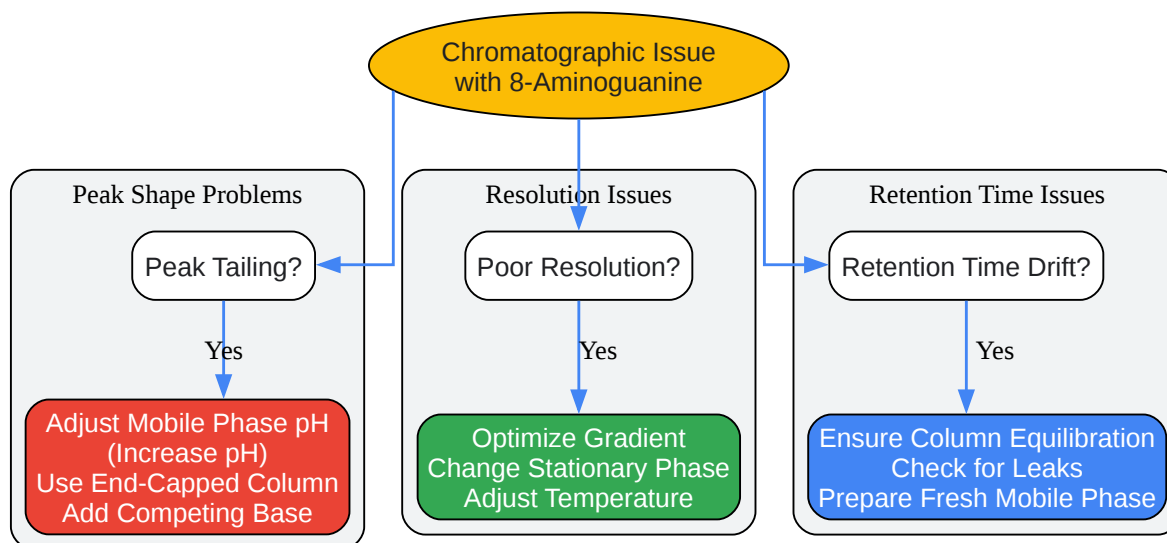 Chromatographic Issue
with 8-Aminoguanine
Peak Shape Problems
Peak Tailing?
Yes
Adjust Mobile Phase pH
(Increase pH)
Use End-Capped Column
Add Competing Base
Resolution Issues
Poor Resolution?
Yes
Optimize Gradient
Change Stationary Phase
Adjust Temperature
Retention Time Issues
Retention Time Drift?
Yes
Ensure Column Equilibration
Check for Leaks
Prepare Fresh Mobile Phase